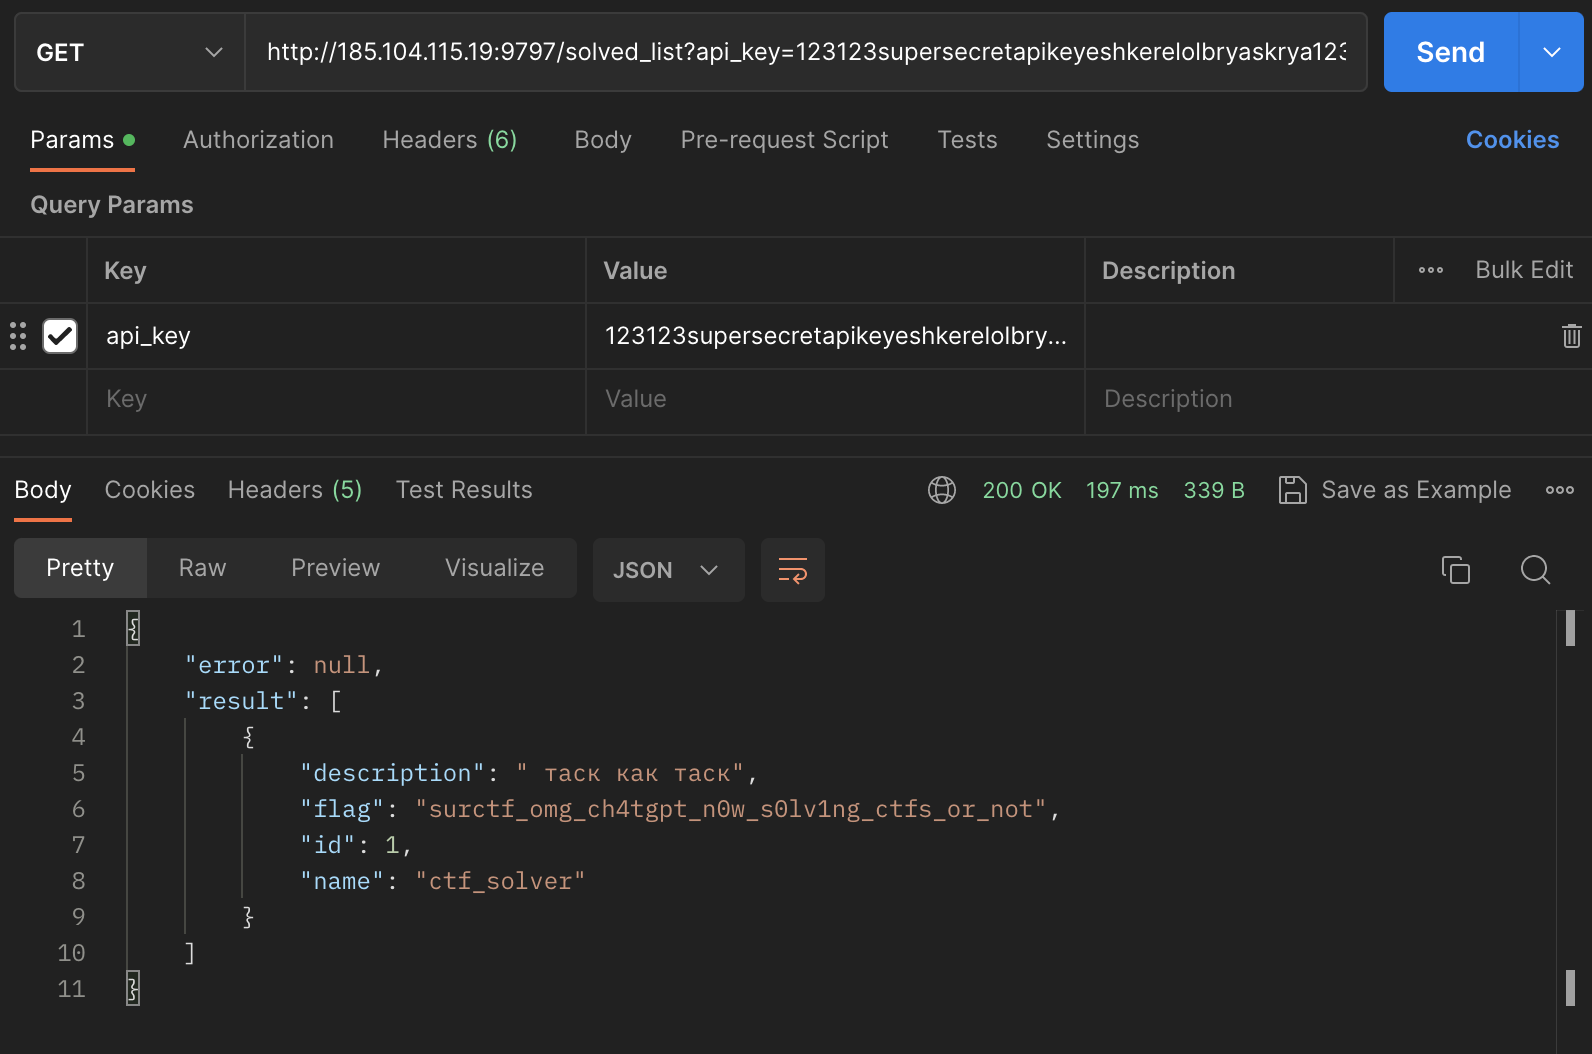 GET http://185.104.115.19:9797/solved_list?api_key=123123supersecretapikeyeshkerelolbryaskrya123 Send
Params Authorization Headers (6) Body Pre-request Script Tests Settings Cookies
Query Params
Key Value Description Bulk Edit
api_key 123123supersecretapikeyeshkerelolbry...
Key Value Description
Body Cookies Headers (5) Test Results 200 OK 197 ms 339 B Save as Example
Pretty Raw Preview Visualize JSON
1 {
2 "error": null,
3 "result": [
4 {
5 "description": " таск как таск",
6 "flag": "surctf_omg_ch4tgpt_n0w_s0lv1ng_ctfs_or_not",
7 "id": 1,
8 "name": "ctf_solver"
9 }
10 ]
11 }